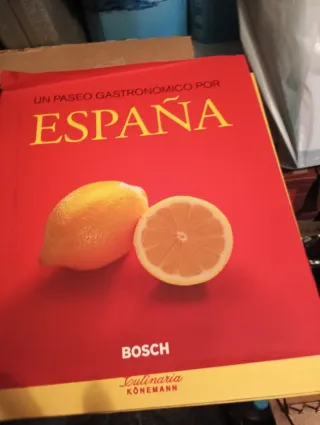 UN PASEO GASTRONÓMICO POR
ESPAÑA
BOSCH
Culinaria
KÖNEMANN